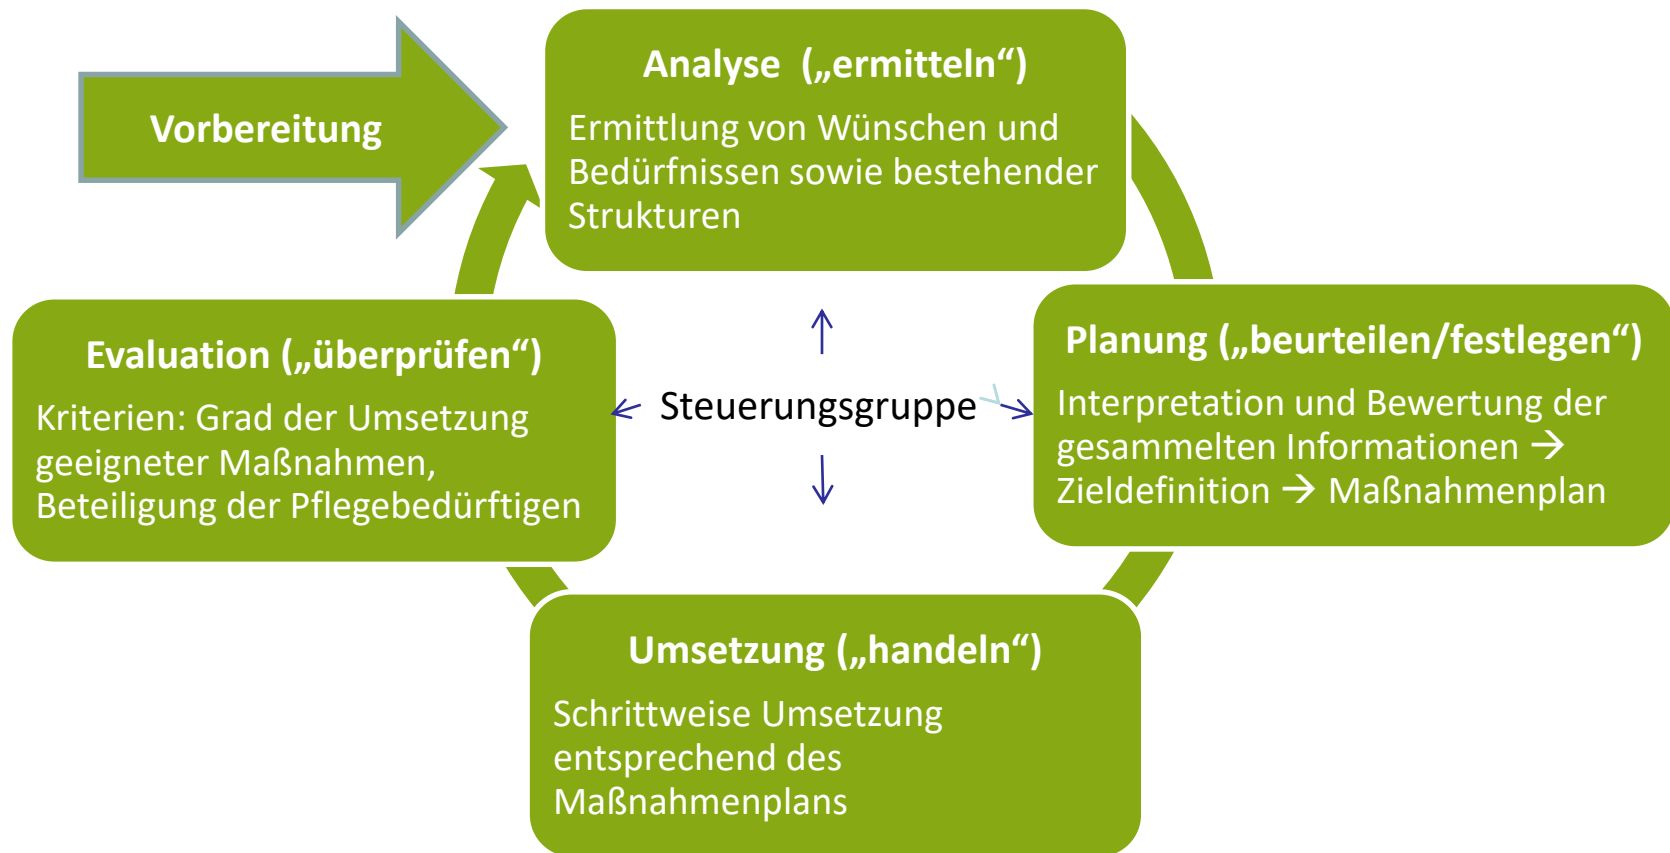 Vorbereitung
Analyse („ermitteln“)
Ermittlung von Wünschen und
Bedürfnissen sowie bestehender
Strukturen
Planung („beurteilen/festlegen“)
Interpretation und Bewertung der
gesammelten Informationen →
Zieldefinition → Maßnahmenplan
Steuerungsgruppe
Evaluation („überprüfen“)
Kriterien: Grad der Umsetzung
geeigneter Maßnahmen,
Beteiligung der Pflegebedürftigen
Umsetzung („handeln“)
Schrittweise Umsetzung
entsprechend des
Maßnahmenplans